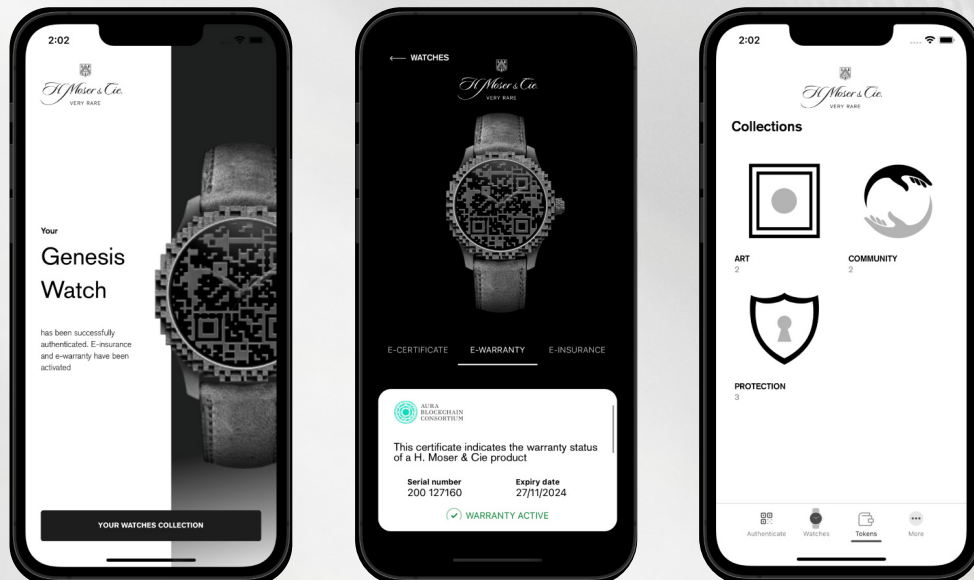 2:02
H. Moser & Cie.
VERY RARE
Your
Genesis
Watch
has been successfully
authenticated. E-insurance
and e-warranty have been
activated
YOUR WATCHES COLLECTION
← WATCHES
H. Moser & Cie.
VERY RARE
E-CERTIFICATE E-WARRANTY E-INSURANCE
AURA
BLOCKCHAIN
CONSORTIUM
This certificate indicates the warranty status
of a H. Moser & Cie product
Serial number Expiry date
200 127160 27/11/2024
WARRANTY ACTIVE
2:02
H. Moser & Cie.
VERY RARE
Collections
ART COMMUNITY
2 2
PROTECTION
3
Authenticate Watches Tokens More